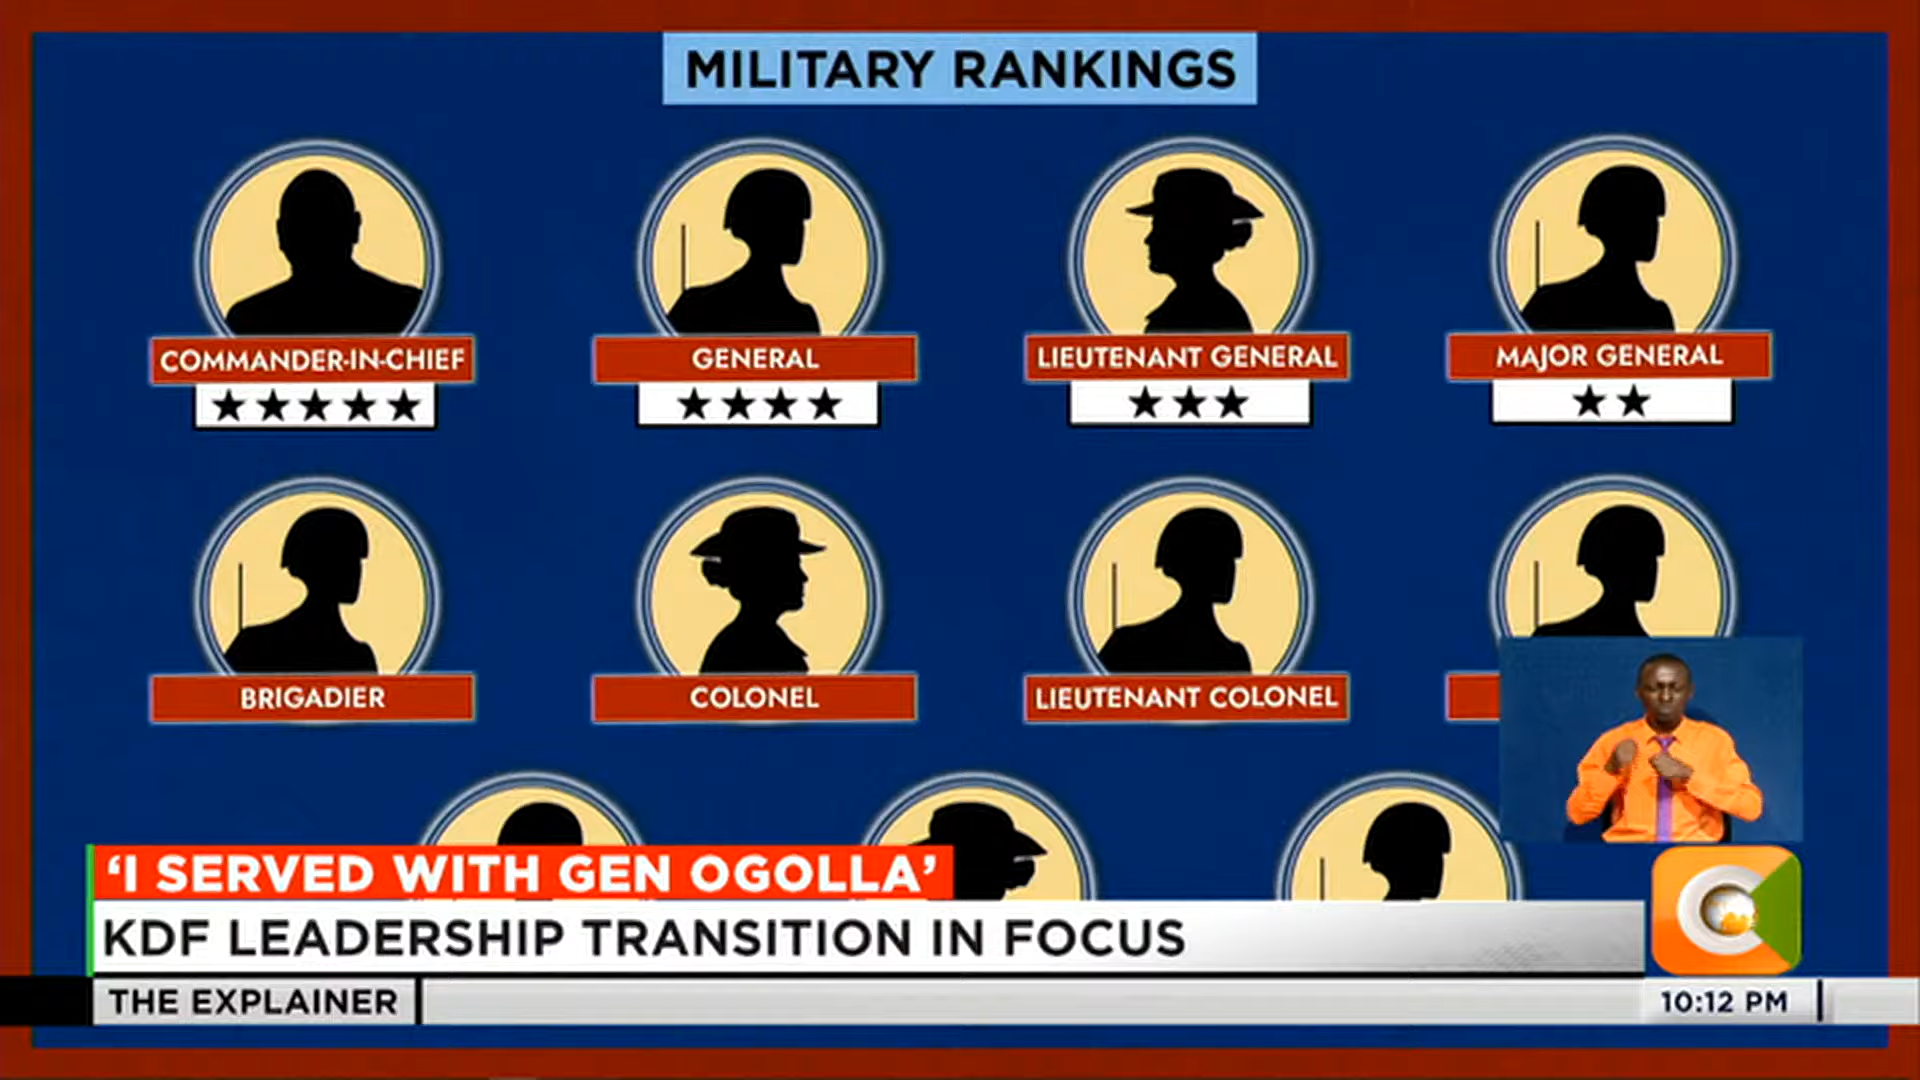 MILITARY RANKINGS
COMMANDER-IN-CHIEF
GENERAL
LIEUTENANT GENERAL
MAJOR GENERAL
BRIGADIER
COLONEL
LIEUTENANT COLONEL
‘I SERVED WITH GEN OGOLLA’
KDF LEADERSHIP TRANSITION IN FOCUS
THE EXPLAINER
10:12 PM